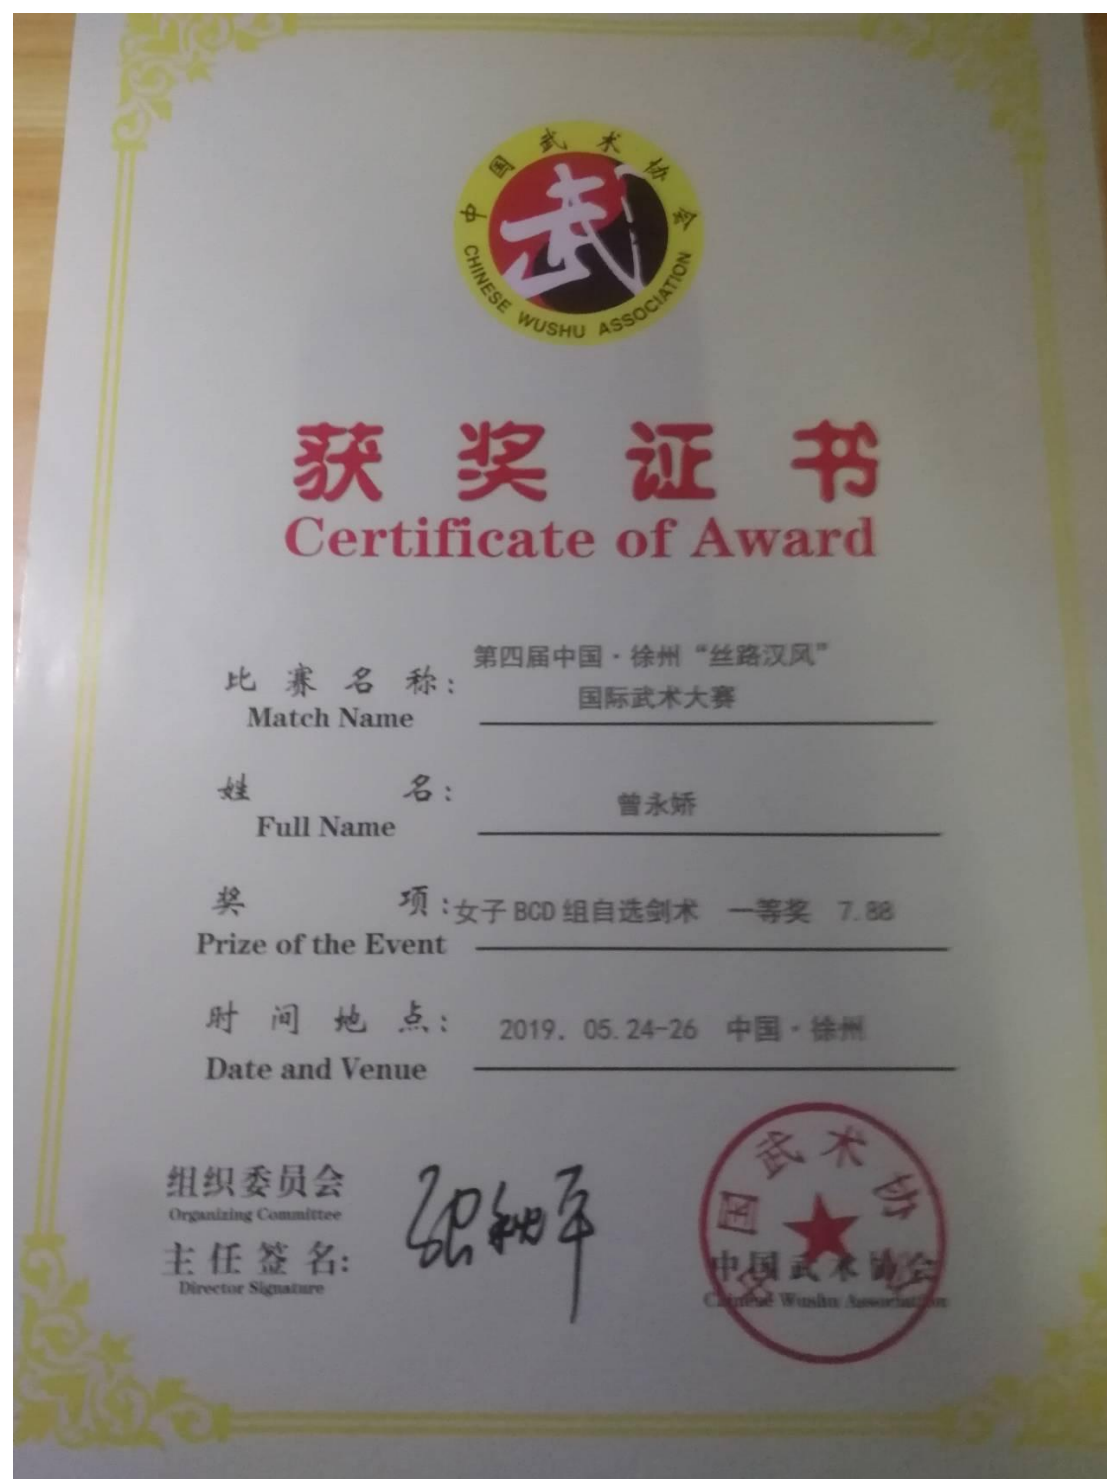 中国武术协会
武
CHINESE WUSHU ASSOCIATION
获奖证书
Certificate of Award
第四届中国·徐州“丝路汉风”
比赛名称:
国际武术大赛
Match Name
姓名: 曾永娇
Full Name
奖项: 女子BCD组自选剑术 一等奖 7.88
Prize of the Event
时间地点: 2019. 05.24-26 中国·徐州
Date and Venue
组织委员会
Organizing Committee
主任签名:
Director Signature
中国武术协会
中国武术协会
Chinese Wushu Association